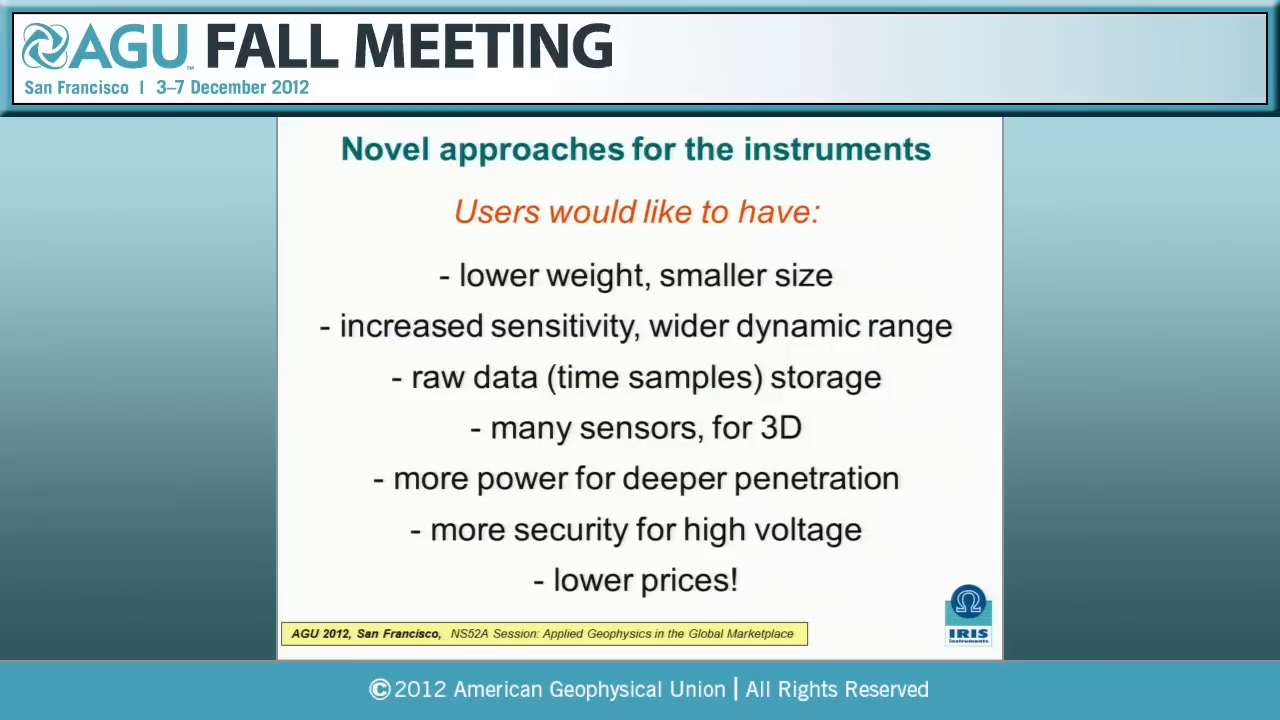 AGU™ FALL MEETING
San Francisco | 3–7 December 2012
Novel approaches for the instruments
Users would like to have:
- lower weight, smaller size
- increased sensitivity, wider dynamic range
- raw data (time samples) storage
- many sensors, for 3D
- more power for deeper penetration
- more security for high voltage
- lower prices!
AGU 2012, San Francisco, NS52A Session: Applied Geophysics in the Global Marketplace
Ω
IRIS
Instruments
©2012 American Geophysical Union | All Rights Reserved